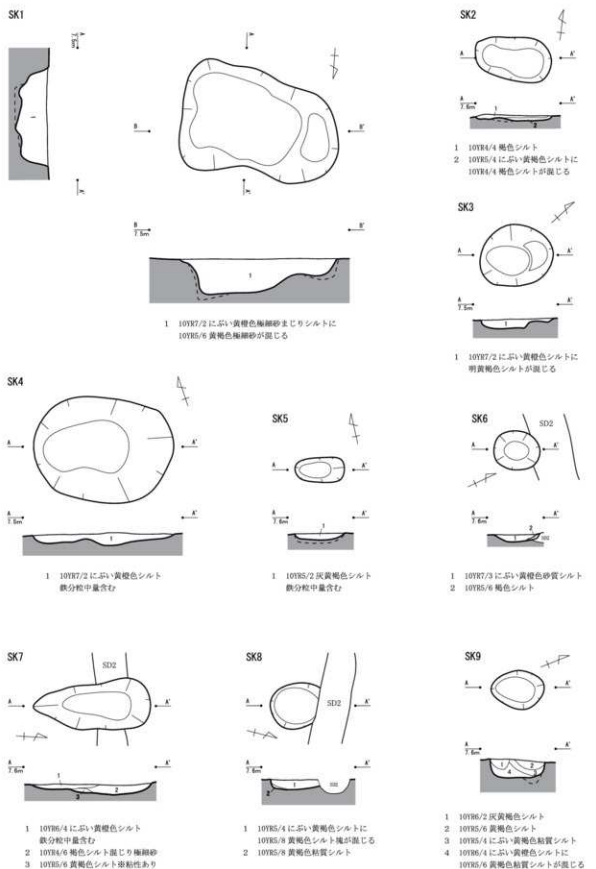 SK1
A
7.5m
A'
1
A
A'
B
B'
B
7.5m
B'
1
1 10YR7/2 にぶい黄橙色極細砂まじりシルトに
10YR5/6 黄褐色極細砂が混じる
SK2
A
A'
A
7.6m
A'
1
2
1 10YR4/4 褐色シルト
2 10YR5/4 にぶい黄褐色シルトに
10YR4/4 褐色シルトが混じる
SK3
A
A'
A
7.5m
A'
1
1 10YR7/2 にぶい黄橙色シルトに
明黄褐色シルトが混じる
SK4
A
A'
A
7.5m
A'
1
1 10YR7/2 にぶい黄橙色シルト
鉄分粒中量含む
SK5
A
A'
A
7.6m
A'
1
1 10YR5/2 灰黄褐色シルト
鉄分粒中量含む
SK6
SD2
A
A'
A
7.6m
A'
1
2
SD2
1 10YR7/3 にぶい黄橙色砂質シルト
2 10YR5/6 褐色シルト
SK7
SD2
A
A'
A
7.6m
A'
1
3
2
1 10YR6/4 にぶい黄橙色シルト
鉄分粒中量含む
2 10YR4/6 褐色シルト混じり極細砂
3 10YR5/6 黄褐色シルト※粘性あり
SK8
SD2
A
A'
A
7.6m
A'
1
2
SD2
1 10YR5/4 にぶい黄褐色シルトに
10YR5/8 黄褐色シルト塊が混じる
2 10YR5/8 黄褐色粘質シルト
SK9
A
A'
A
7.6m
A'
1
2
4
3
1 10YR6/2 灰黄褐色シルト
2 10YR5/6 黄褐色シルト
3 10YR5/4 にぶい黄褐色粘質シルト
4 10YR6/4 にぶい黄橙色シルトに
10YR5/6 黄褐色粘質シルトが混じる